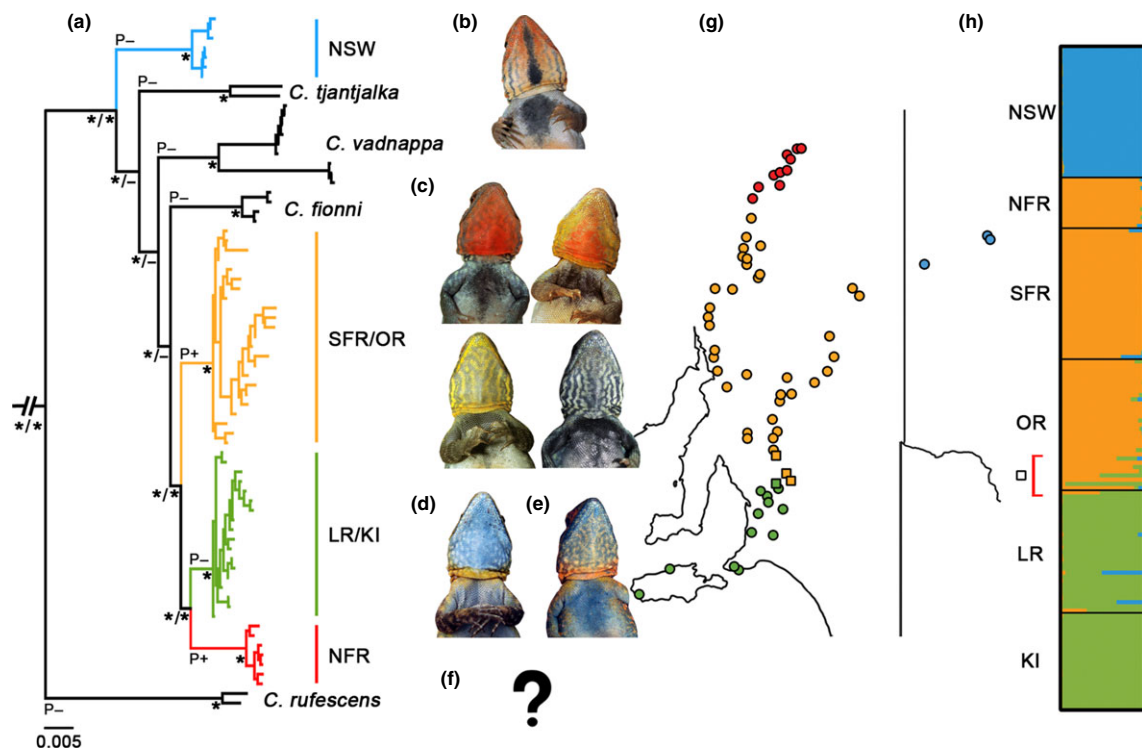 (a)
P–
*
NSW
P–
*
C. tjantjalka
*/*
P–
*
C. vadnappa
*/–
P–
*
C. fionni
*/–
SFR/OR
*/–
P+
*
*/*
*/*
LR/KI
P–
*
*/*
P+
*
NFR
P–
*
C. rufescens
0.005
(b)
(c)
(d)
(e)
(f)
?
(g)
(h)
NSW
NFR
SFR
OR
LR
KI